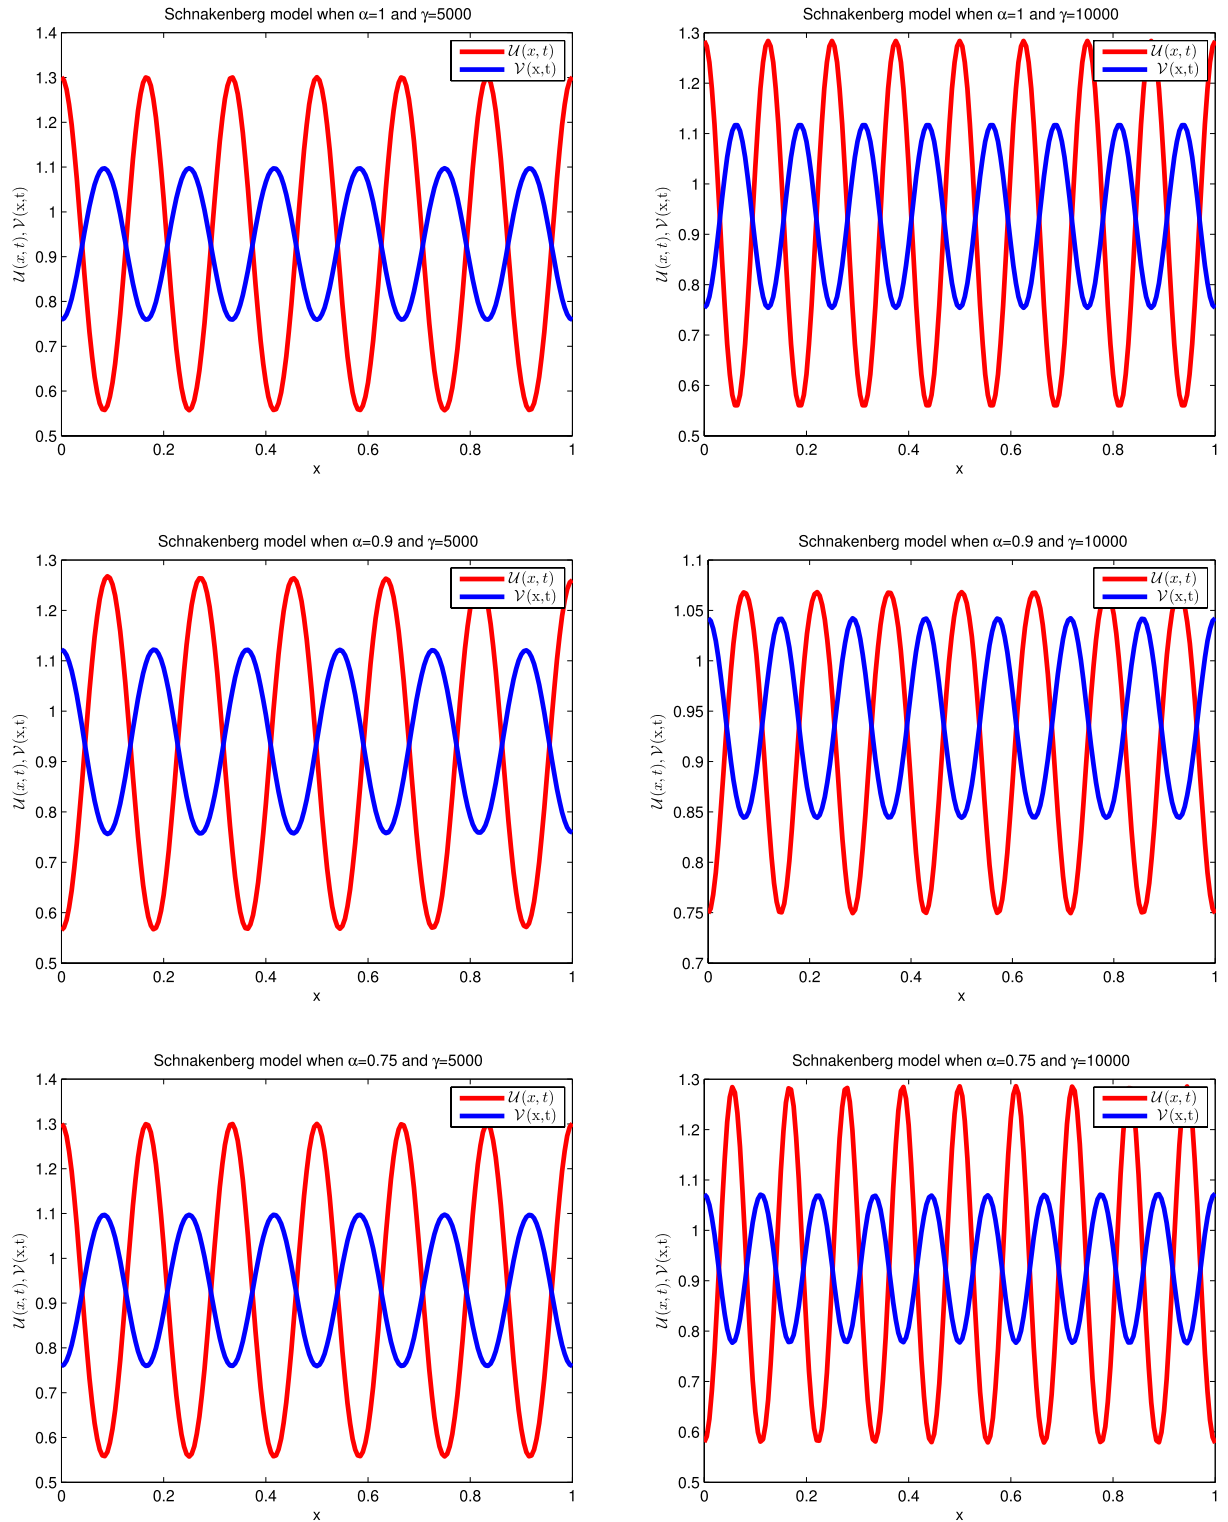 Schnakenberg model when α=1 and γ=5000
1.4
1.3
1.2
1.1
1
0.9
0.8
0.7
0.6
0.5
𝒰(x, t), 𝒱(x,t)
𝒰(x, t)
𝒱(x,t)
0 0.2 0.4 0.6 0.8 1
x
Schnakenberg model when α=1 and γ=10000
1.3
1.2
1.1
1
0.9
0.8
0.7
0.6
0.5
𝒰(x, t), 𝒱(x,t)
𝒰(x, t)
𝒱(x,t)
0 0.2 0.4 0.6 0.8 1
x
Schnakenberg model when α=0.9 and γ=5000
1.3
1.2
1.1
1
0.9
0.8
0.7
0.6
0.5
𝒰(x, t), 𝒱(x,t)
𝒰(x, t)
𝒱(x,t)
0 0.2 0.4 0.6 0.8 1
x
Schnakenberg model when α=0.9 and γ=10000
1.1
1.05
1
0.95
0.9
0.85
0.8
0.75
0.7
𝒰(x, t), 𝒱(x,t)
𝒰(x, t)
𝒱(x,t)
0 0.2 0.4 0.6 0.8 1
x
Schnakenberg model when α=0.75 and γ=5000
1.4
1.3
1.2
1.1
1
0.9
0.8
0.7
0.6
0.5
𝒰(x, t), 𝒱(x,t)
𝒰(x, t)
𝒱(x,t)
0 0.2 0.4 0.6 0.8 1
x
Schnakenberg model when α=0.75 and γ=10000
1.3
1.2
1.1
1
0.9
0.8
0.7
0.6
0.5
𝒰(x, t), 𝒱(x,t)
𝒰(x, t)
𝒱(x,t)
0 0.2 0.4 0.6 0.8 1
x